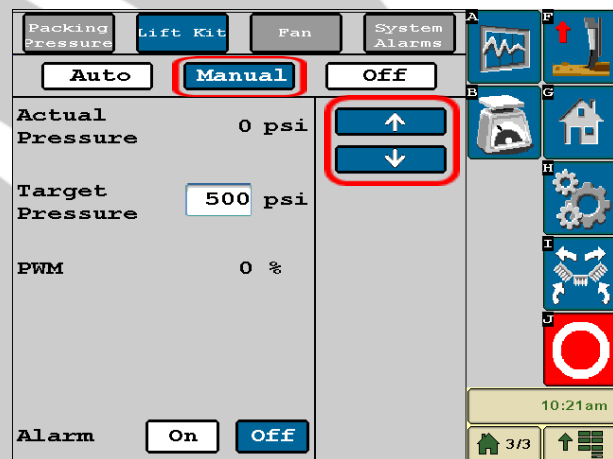 Packing Pressure
Lift Kit
Fan
System Alarms
Auto
Manual
Off
Actual Pressure
0 psi
Target Pressure
500 psi
PWM
0 %
Alarm
On
Off
A
F
B
G
H
I
J
10:21am
3/3